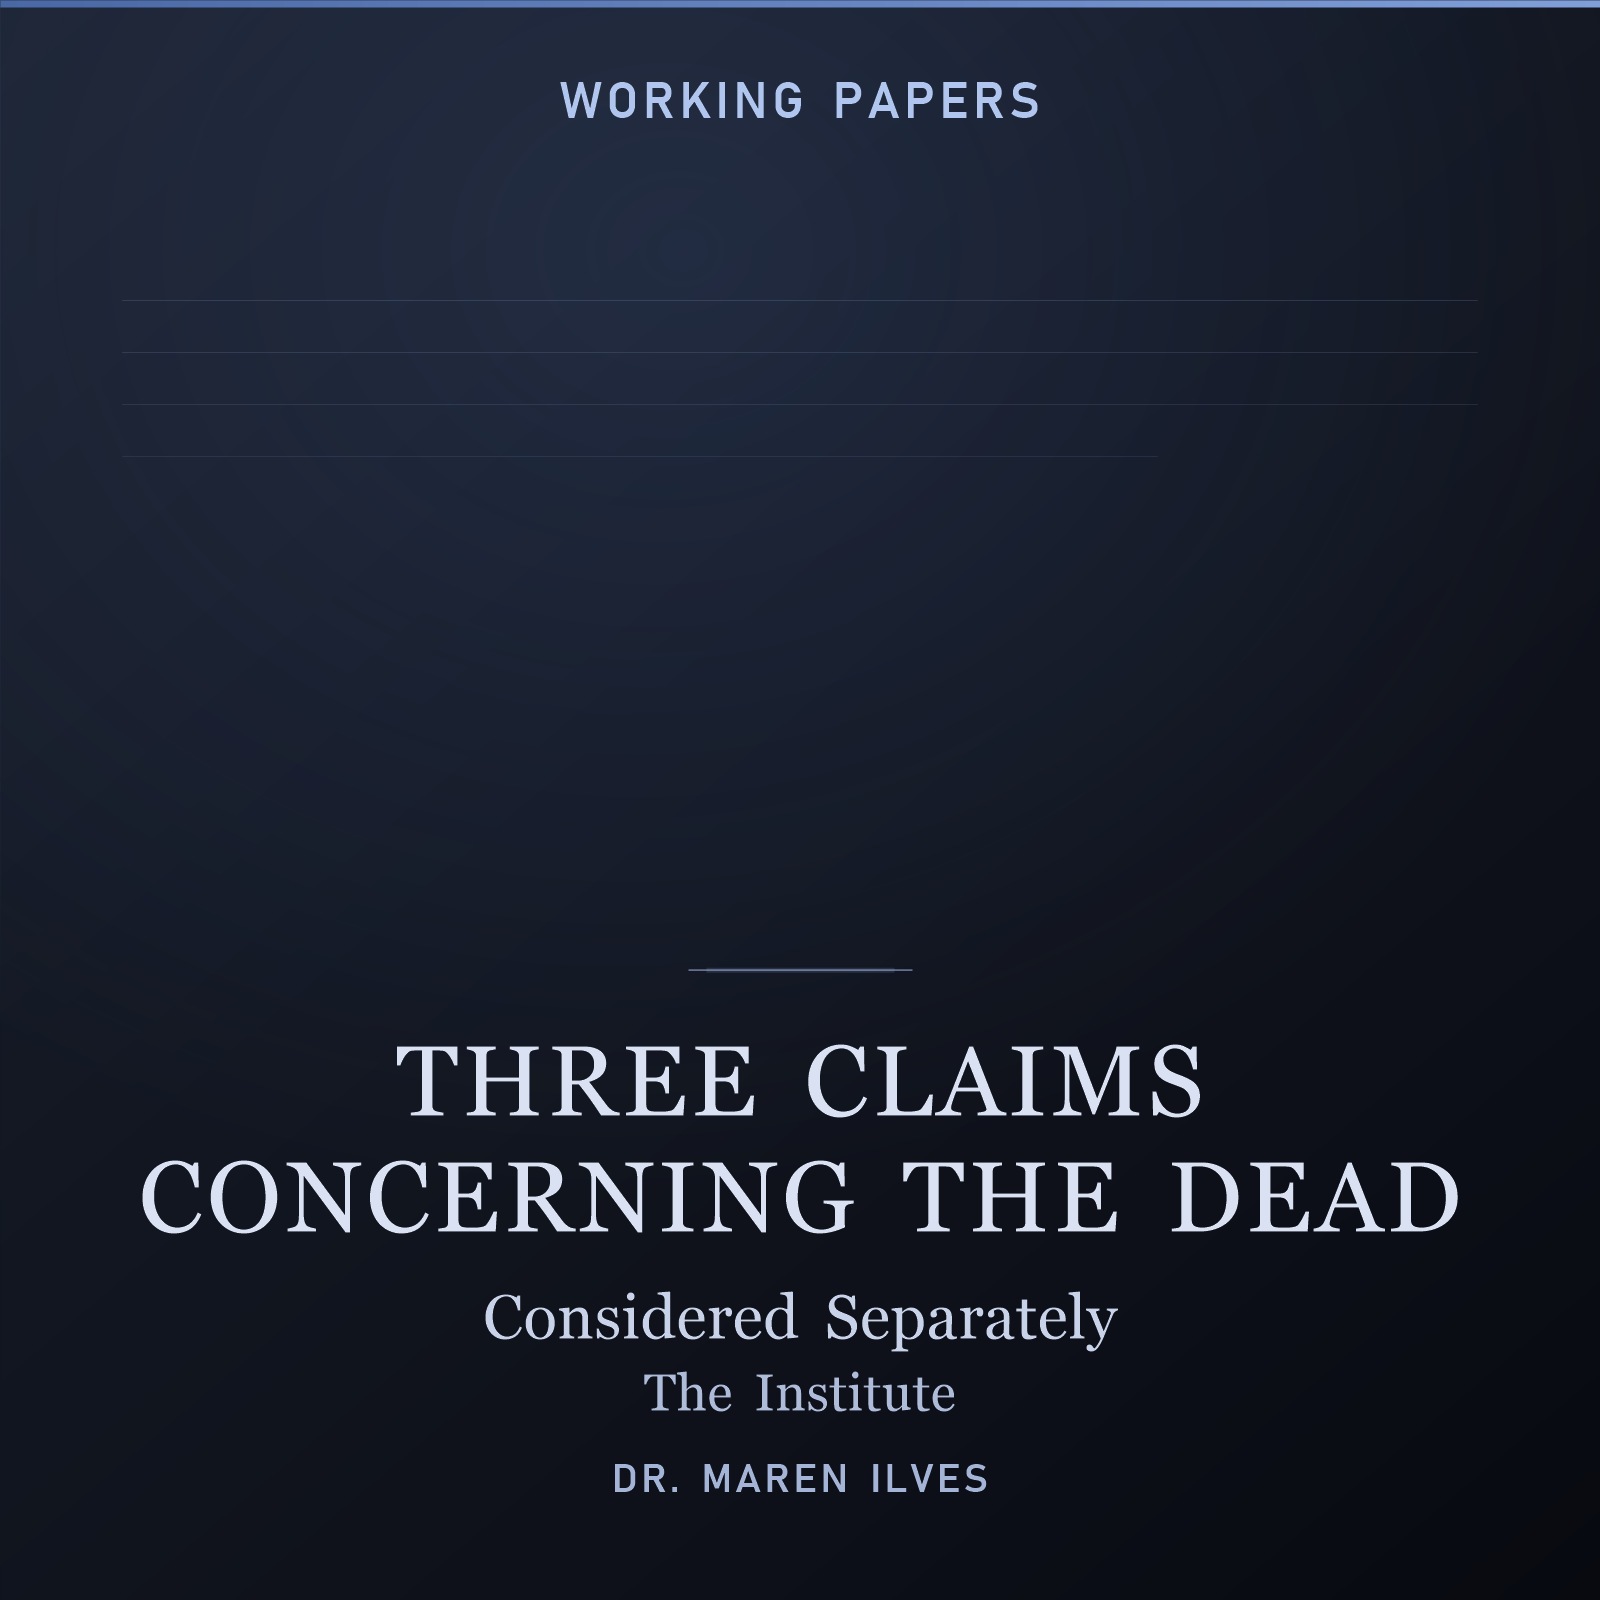 WORKING PAPERS
THREE CLAIMS
CONCERNING THE DEAD
Considered Separately
The Institute
DR. MAREN ILVES